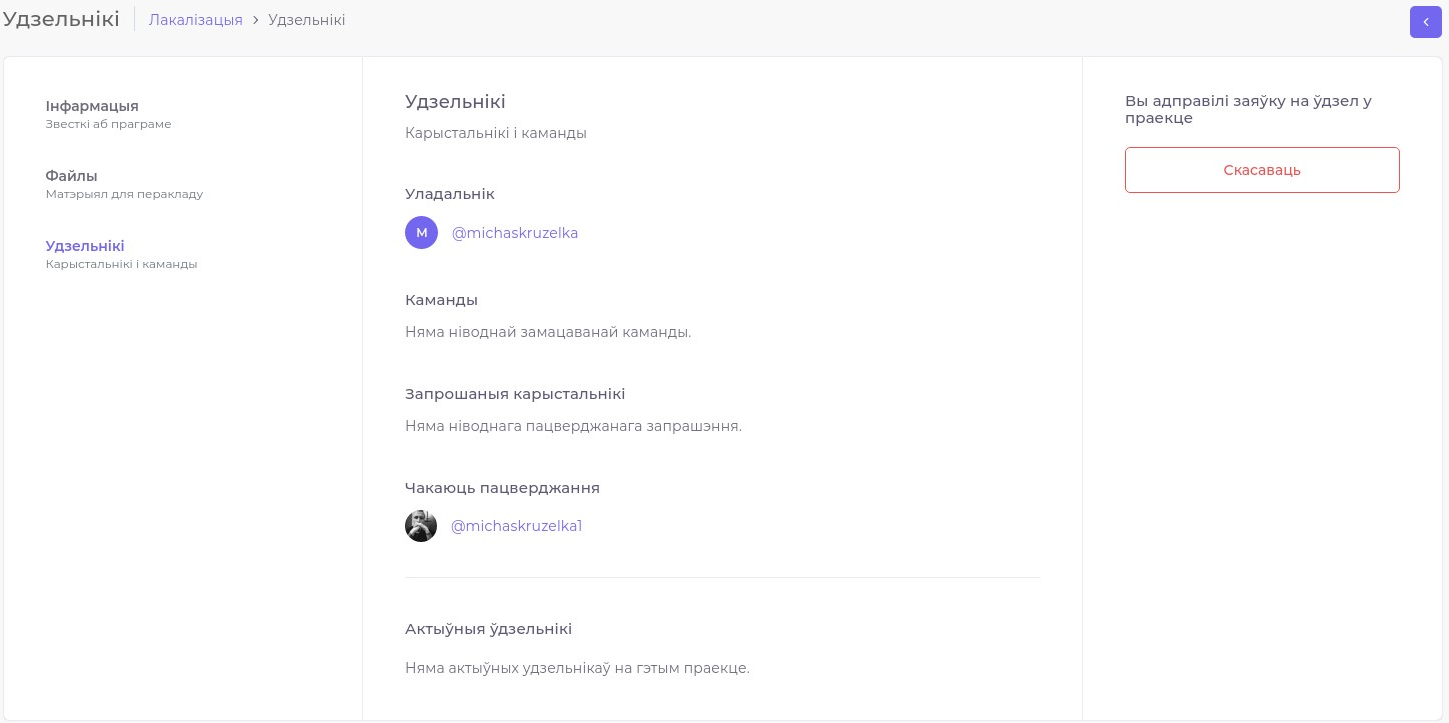 Удзельнікі
Лакалізацыя > Удзельнікі
Інфармацыя
Звесткі аб праграме
Файлы
Матэрыял для перакладу
Удзельнікі
Карыстальнікі і каманды
Удзельнікі
Карыстальнікі і каманды
Уладальнік
M @michaskruzelka
Каманды
Няма ніводнай замацаванай каманды.
Запрошаныя карыстальнікі
Няма ніводнага пацверджанага запрашэння.
Чакаюць пацверджання
@michaskruzelka1
Актыўныя ўдзельнікі
Няма актыўных удзельнікаў на гэтым праекце.
Вы адправілі заяўку на ўдзел у
праекце
Скасаваць